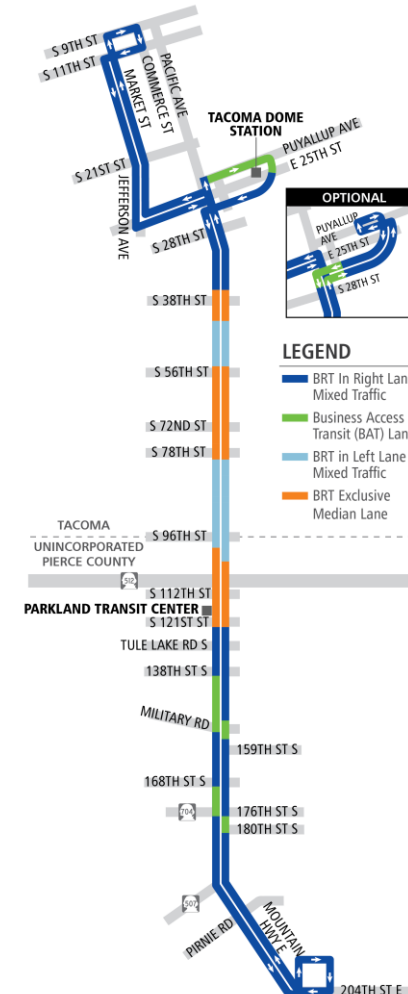 S 9TH ST
S 11TH ST
MARKET ST
COMMERCE ST
PACIFIC AVE
TACOMA DOME
STATION
PUYALLUP AVE
E 25TH ST
S 21ST ST
JEFFERSON AVE
S 28TH ST
OPTIONAL
PUYALLUP
AVE
E 25TH ST
S 28TH ST
S 38TH ST
S 56TH ST
S 72ND ST
S 78TH ST
LEGEND
BRT In Right Lan
Mixed Traffic
Business Access
Transit (BAT) Lan
BRT in Left Lane
Mixed Traffic
BRT Exclusive
Median Lane
S 96TH ST
TACOMA
UNINCORPORATED
PIERCE COUNTY
512
S 112TH ST
PARKLAND TRANSIT CENTER
S 121ST ST
TULE LAKE RD S
138TH ST S
MILITARY RD
159TH ST S
168TH ST S
704
176TH ST S
180TH ST S
507
PIRNIE RD
MOUNTAIN
HWY E
204TH ST E